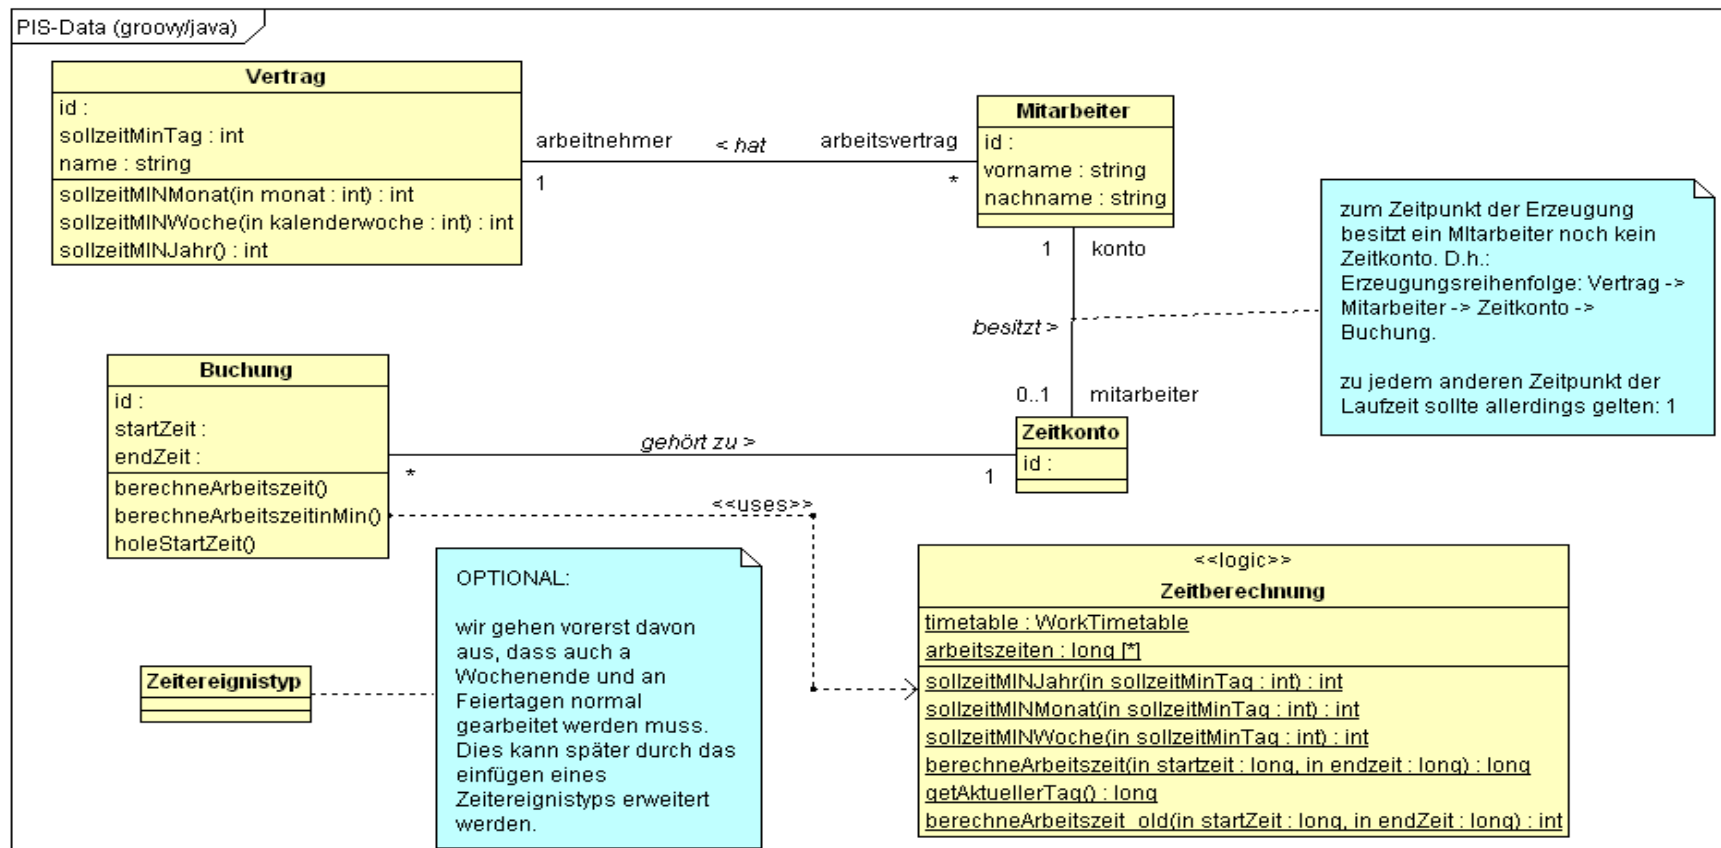 PIS-Data (groovy/java)
Vertrag
id :
sollzeitMinTag : int
name : string
sollzeitMINMonat(in monat : int) : int
sollzeitMINWoche(in kalenderwoche : int) : int
sollzeitMINJahr() : int
arbeitnehmer
< hat
arbeitsvertrag
1
*
Mitarbeiter
id :
vorname : string
nachname : string
1
konto
besitzt >
0..1
mitarbeiter
zum Zeitpunkt der Erzeugung
besitzt ein MItarbeiter noch kein
Zeitkonto. D.h.:
Erzeugungsreihenfolge: Vertrag ->
Mitarbeiter -> Zeitkonto ->
Buchung.
zu jedem anderen Zeitpunkt der
Laufzeit sollte allerdings gelten: 1
Buchung
id :
startZeit :
endZeit :
berechneArbeitszeit()
berechneArbeitszeitinMin()
holeStartZeit()
gehört zu >
*
1
Zeitkonto
id :
<<uses>>
OPTIONAL:
wir gehen vorerst davon
aus, dass auch a
Wochenende und an
Feiertagen normal
gearbeitet werden muss.
Dies kann später durch das
einfügen eines
Zeitereignistyps erweitert
werden.
Zeitereignistyp
<<logic>>
Zeitberechnung
timetable : WorkTimetable
arbeitszeiten : long [*]
sollzeitMINJahr(in sollzeitMinTag : int) : int
sollzeitMINMonat(in sollzeitMinTag : int) : int
sollzeitMINWoche(in sollzeitMinTag : int) : int
berechneArbeitszeit(in startzeit : long, in endzeit : long) : long
getAktuellerTag() : long
berechneArbeitszeit_old(in startZeit : long, in endZeit : long) : int